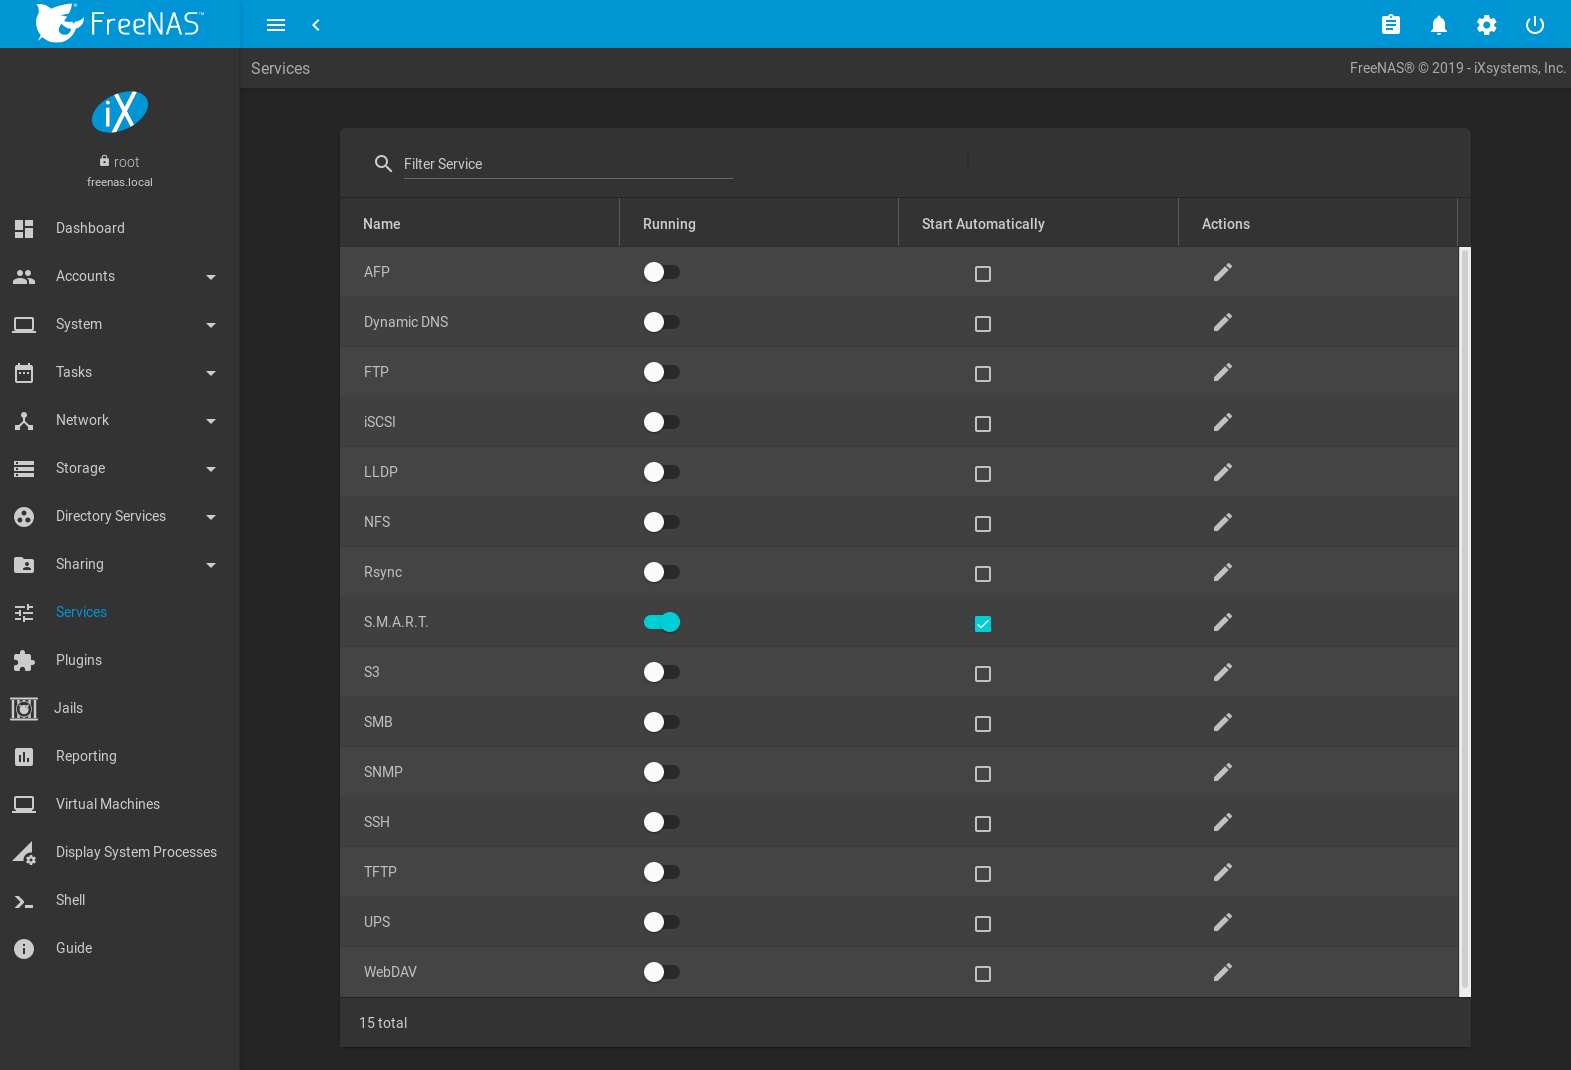 FreeNAS™
Services
FreeNAS® © 2019 - iXsystems, Inc.
iX
root
freenas.local
Dashboard
Accounts
System
Tasks
Network
Storage
Directory Services
Sharing
Services
Plugins
Jails
Reporting
Virtual Machines
Display System Processes
Shell
Guide
Filter Service
Name Running Start Automatically Actions
AFP
Dynamic DNS
FTP
iSCSI
LLDP
NFS
Rsync
S.M.A.R.T.
S3
SMB
SNMP
SSH
TFTP
UPS
WebDAV
15 total